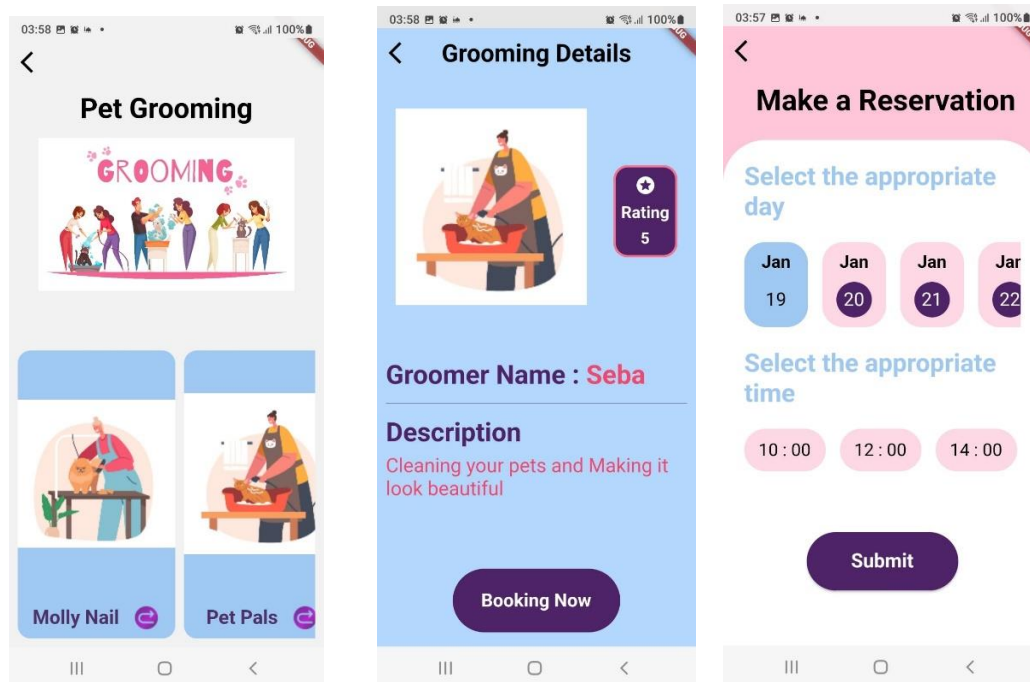 03:58
100%
UG
Pet Grooming
GROOMING
Molly Nail
Pet Pals
03:58
100%
UG
Grooming Details
Rating
5
Groomer Name : Seba
Description
Cleaning your pets and Making it
look beautiful
Booking Now
03:57
100%
Make a Reservation
Select the appropriate
day
Jan Jan Jan Jan
19 20 21 22
Select the appropriate
time
10 : 00 12 : 00 14 : 00
Submit